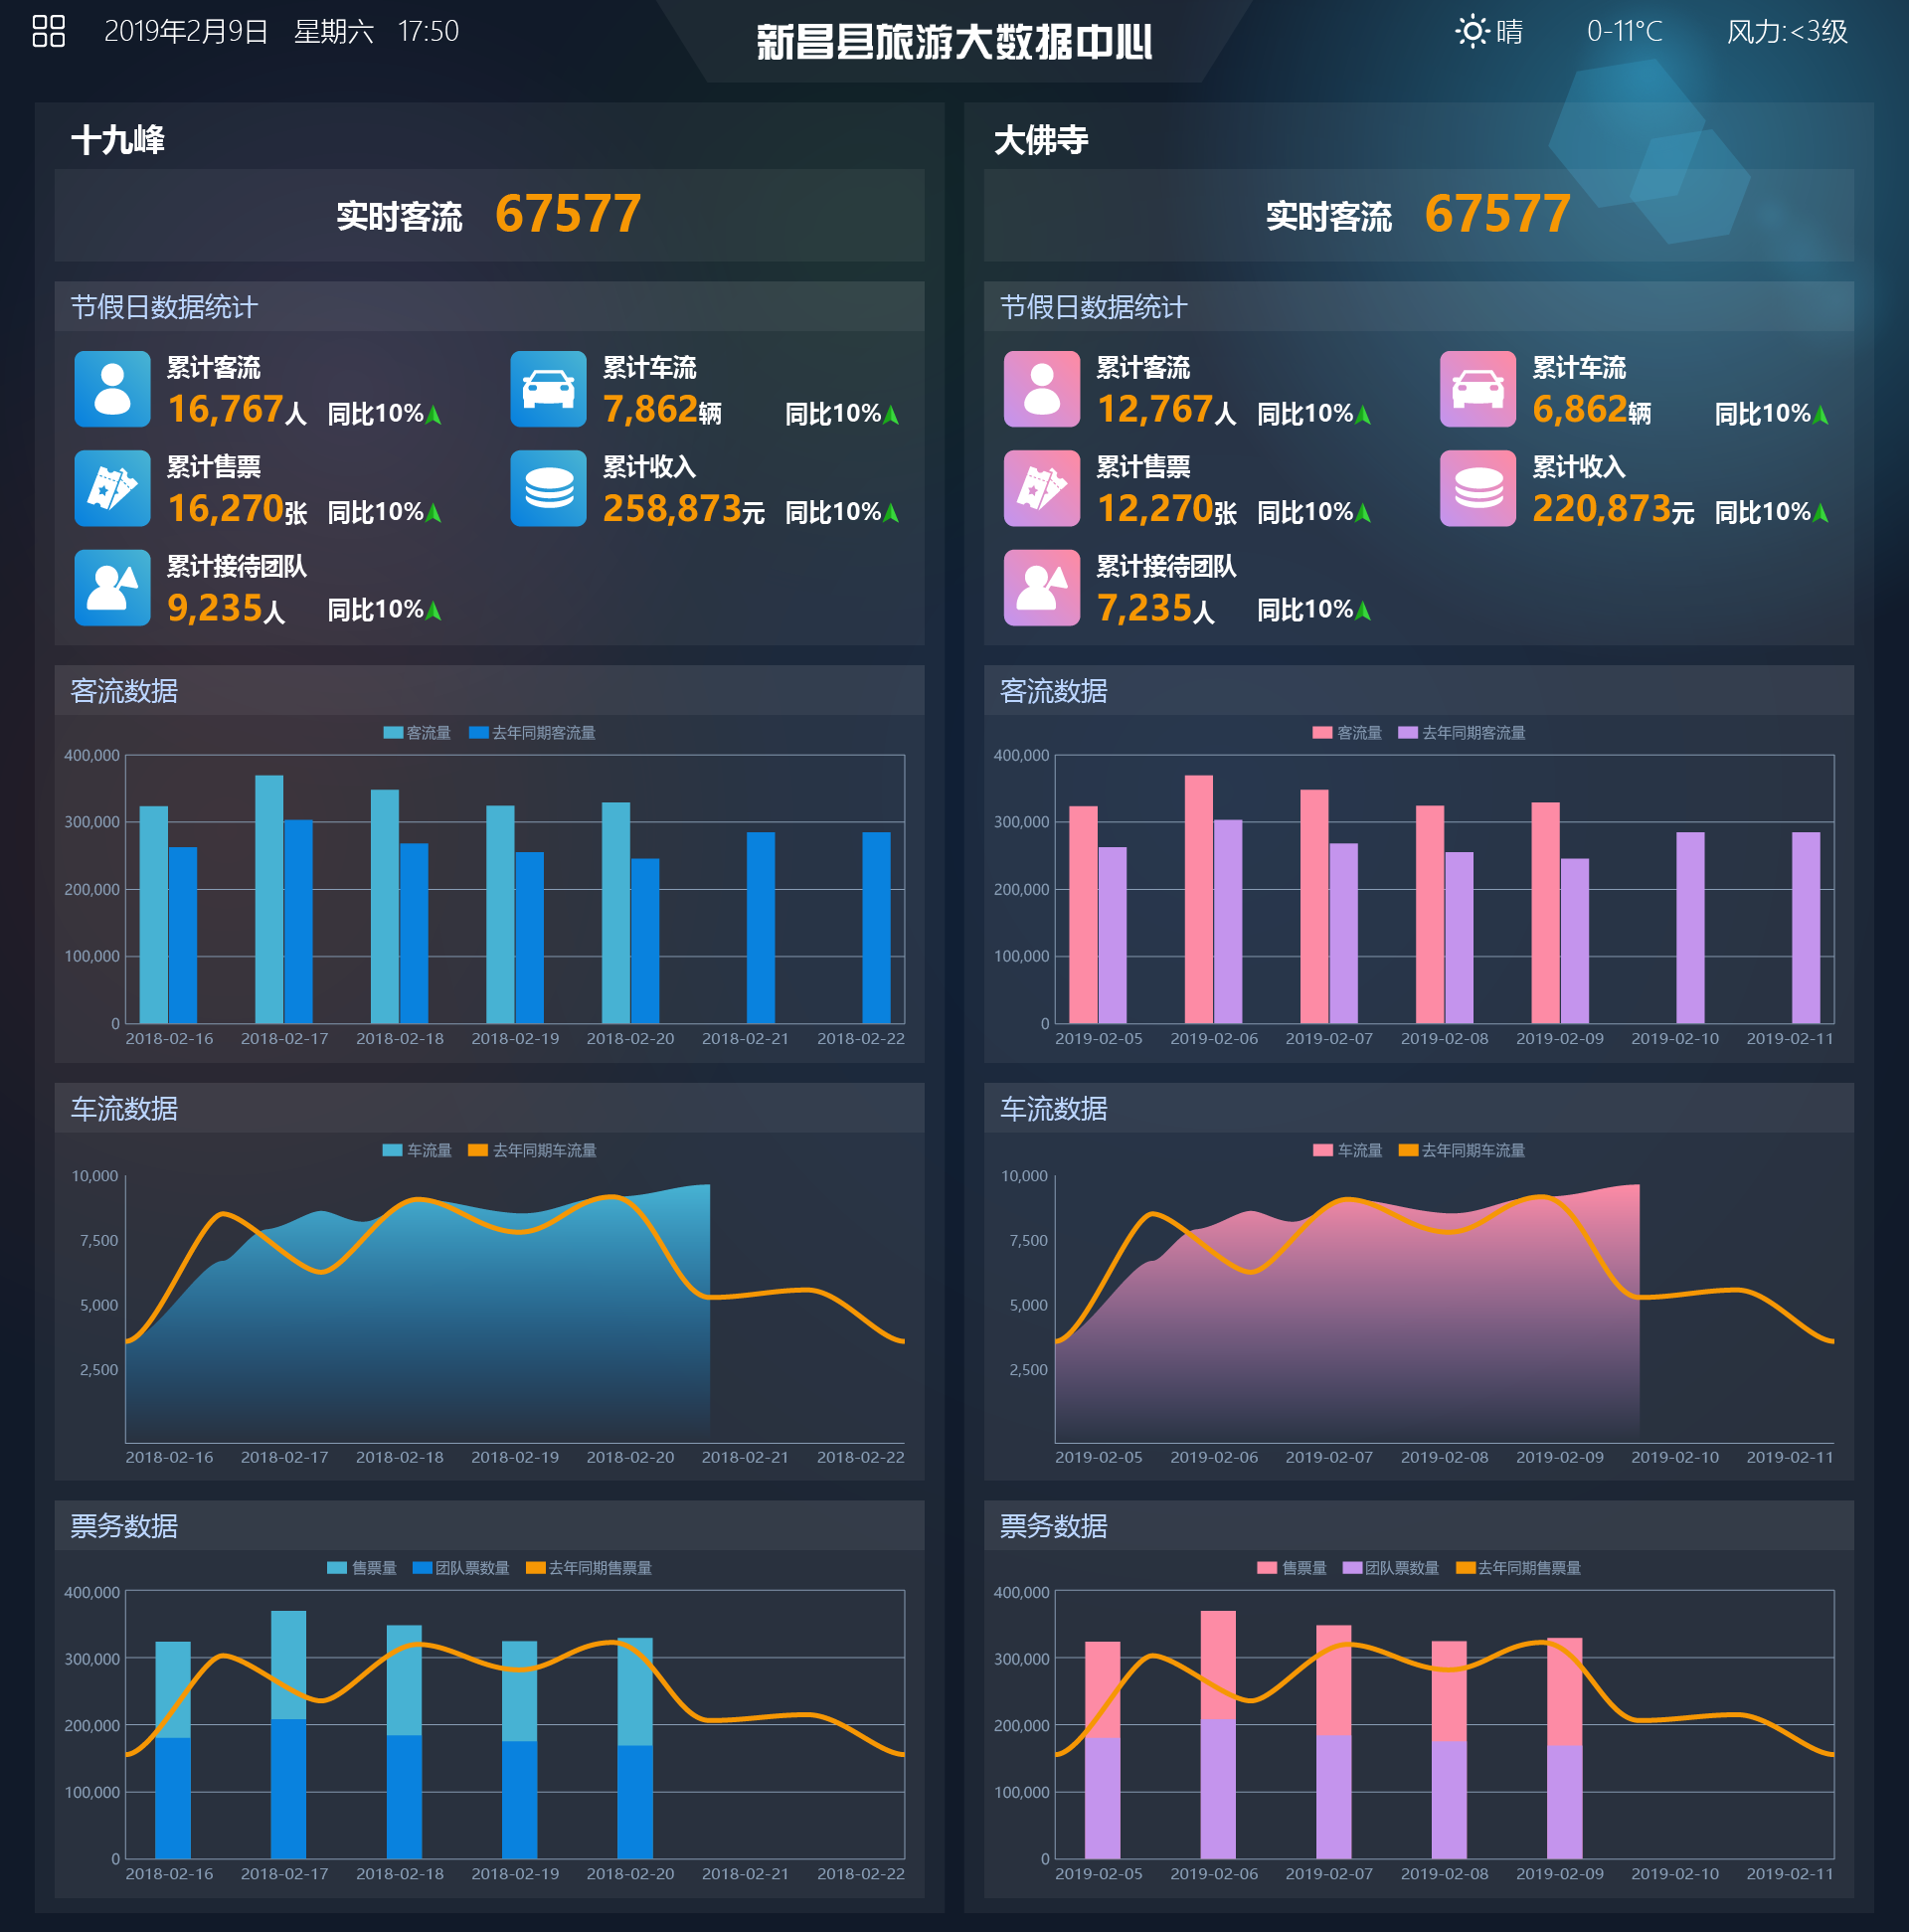 2019年2月9日 星期六 17:50
新昌县旅游大数据中心
晴 0-11°C 风力:<3级
十九峰
实时客流 67577
节假日数据统计
累计客流
16,767人 同比10%
累计车流
7,862辆 同比10%
累计售票
16,270张 同比10%
累计收入
258,873元 同比10%
累计接待团队
9,235人 同比10%
客流数据
客流量 去年同期客流量
400,000
300,000
200,000
100,000
0
2018-02-16 2018-02-17 2018-02-18 2018-02-19 2018-02-20 2018-02-21 2018-02-22
车流数据
车流量 去年同期车流量
10,000
7,500
5,000
2,500
2018-02-16 2018-02-17 2018-02-18 2018-02-19 2018-02-20 2018-02-21 2018-02-22
票务数据
售票量 团队票数量 去年同期售票量
400,000
300,000
200,000
100,000
0
2018-02-16 2018-02-17 2018-02-18 2018-02-19 2018-02-20 2018-02-21 2018-02-22
大佛寺
实时客流 67577
节假日数据统计
累计客流
12,767人 同比10%
累计车流
6,862辆 同比10%
累计售票
12,270张 同比10%
累计收入
220,873元 同比10%
累计接待团队
7,235人 同比10%
客流数据
客流量 去年同期客流量
400,000
300,000
200,000
100,000
0
2019-02-05 2019-02-06 2019-02-07 2019-02-08 2019-02-09 2019-02-10 2019-02-11
车流数据
车流量 去年同期车流量
10,000
7,500
5,000
2,500
2019-02-05 2019-02-06 2019-02-07 2019-02-08 2019-02-09 2019-02-10 2019-02-11
票务数据
售票量 团队票数量 去年同期售票量
400,000
300,000
200,000
100,000
0
2019-02-05 2019-02-06 2019-02-07 2019-02-08 2019-02-09 2019-02-10 2019-02-11